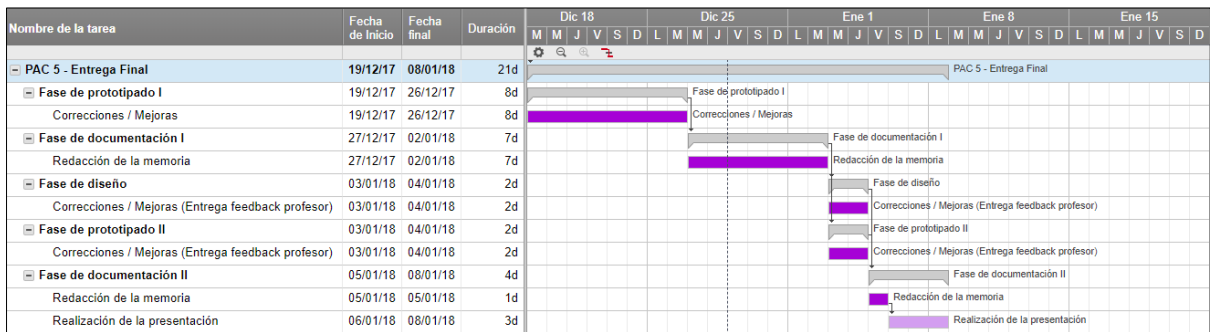 Nombre de la tarea Fecha de Inicio Fecha final Duración Dic 18 Dic 25 Ene 1 Ene 8 Ene 15
M M J V S D L M M J V S D L M M J V S D L M M J V S D L M M J V S D
PAC 5 - Entrega Final 19/12/17 08/01/18 21d PAC 5 - Entrega Final
Fase de prototipado I 19/12/17 26/12/17 8d Fase de prototipado I
Correcciones / Mejoras 19/12/17 26/12/17 8d Correcciones / Mejoras
Fase de documentación I 27/12/17 02/01/18 7d Fase de documentación I
Redacción de la memoria 27/12/17 02/01/18 7d Redacción de la memoria
Fase de diseño 03/01/18 04/01/18 2d Fase de diseño
Correcciones / Mejoras (Entrega feedback profesor) 03/01/18 04/01/18 2d Correcciones / Mejoras (Entrega feedback profesor)
Fase de prototipado II 03/01/18 04/01/18 2d Fase de prototipado II
Correcciones / Mejoras (Entrega feedback profesor) 03/01/18 04/01/18 2d Correcciones / Mejoras (Entrega feedback profesor)
Fase de documentación II 05/01/18 08/01/18 4d Fase de documentación II
Redacción de la memoria 05/01/18 05/01/18 1d Redacción de la memoria
Realización de la presentación 06/01/18 08/01/18 3d Realización de la presentación